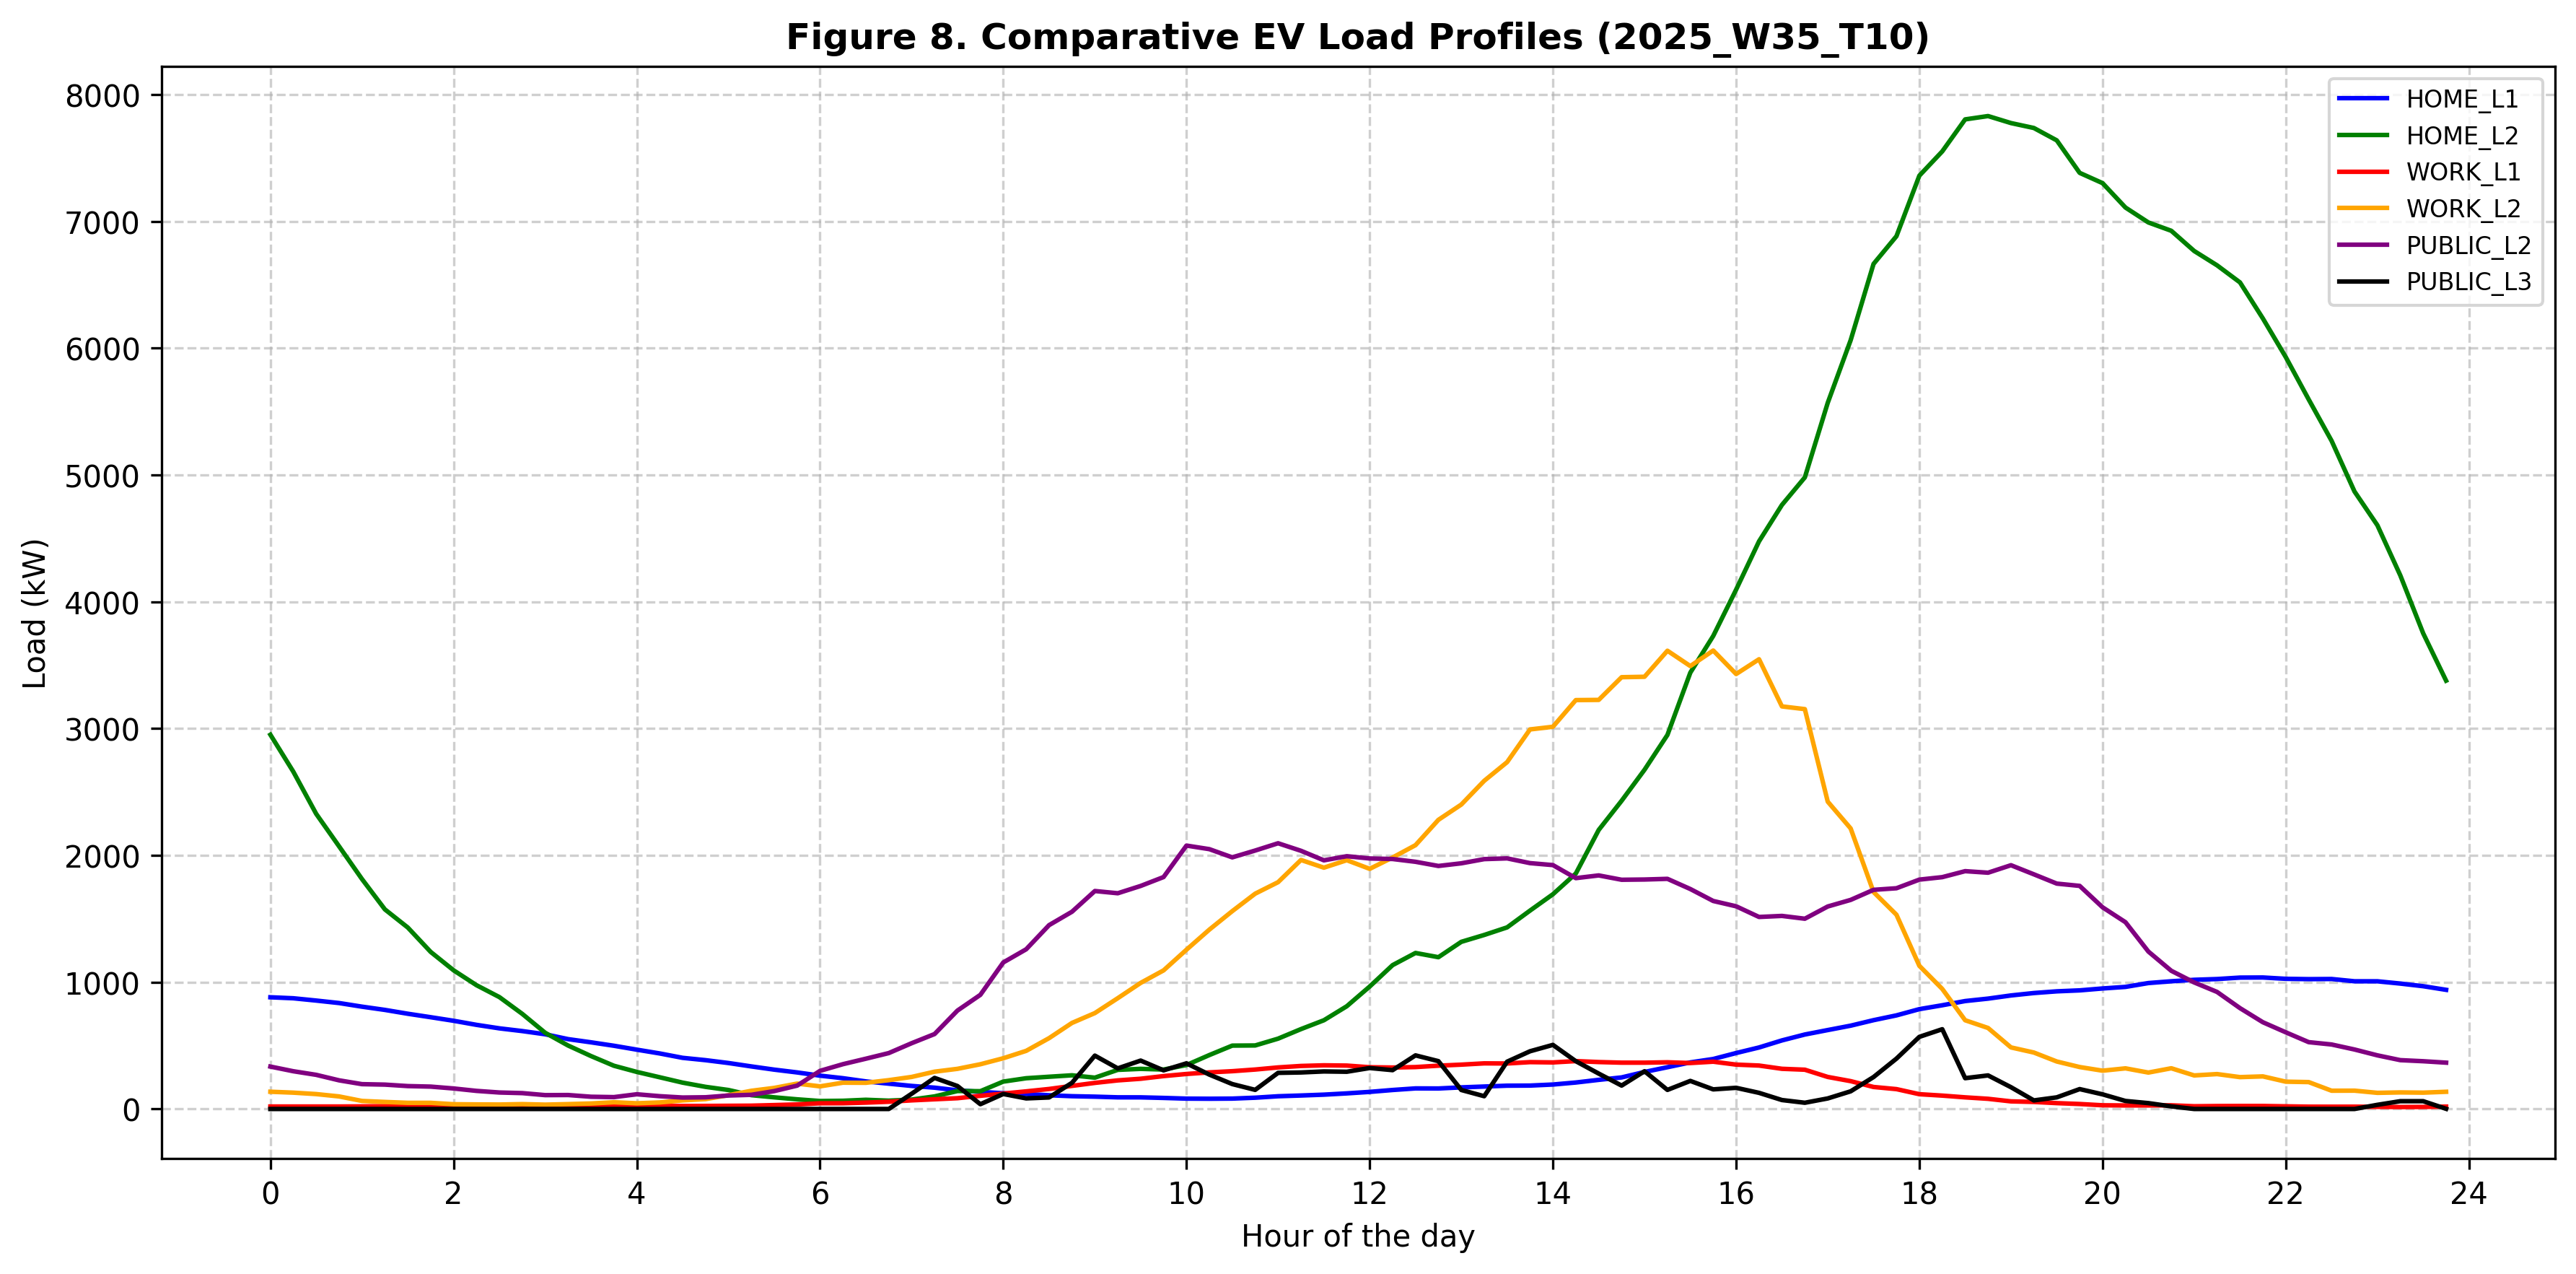 Figure 8. Comparative EV Load Profiles (2025_W35_T10)
8000
7000
6000
5000
4000
3000
2000
1000
0
Load (kW)
HOME_L1
HOME_L2
WORK_L1
WORK_L2
PUBLIC_L2
PUBLIC_L3
0 2 4 6 8 10 12 14 16 18 20 22 24
Hour of the day